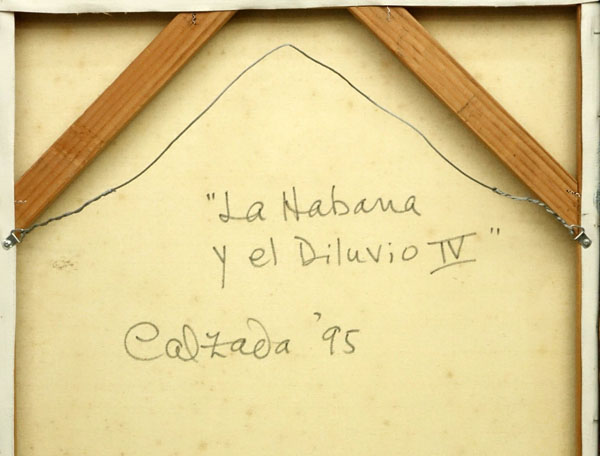 "La Habana
y el Diluvio IV"
Calzada '95